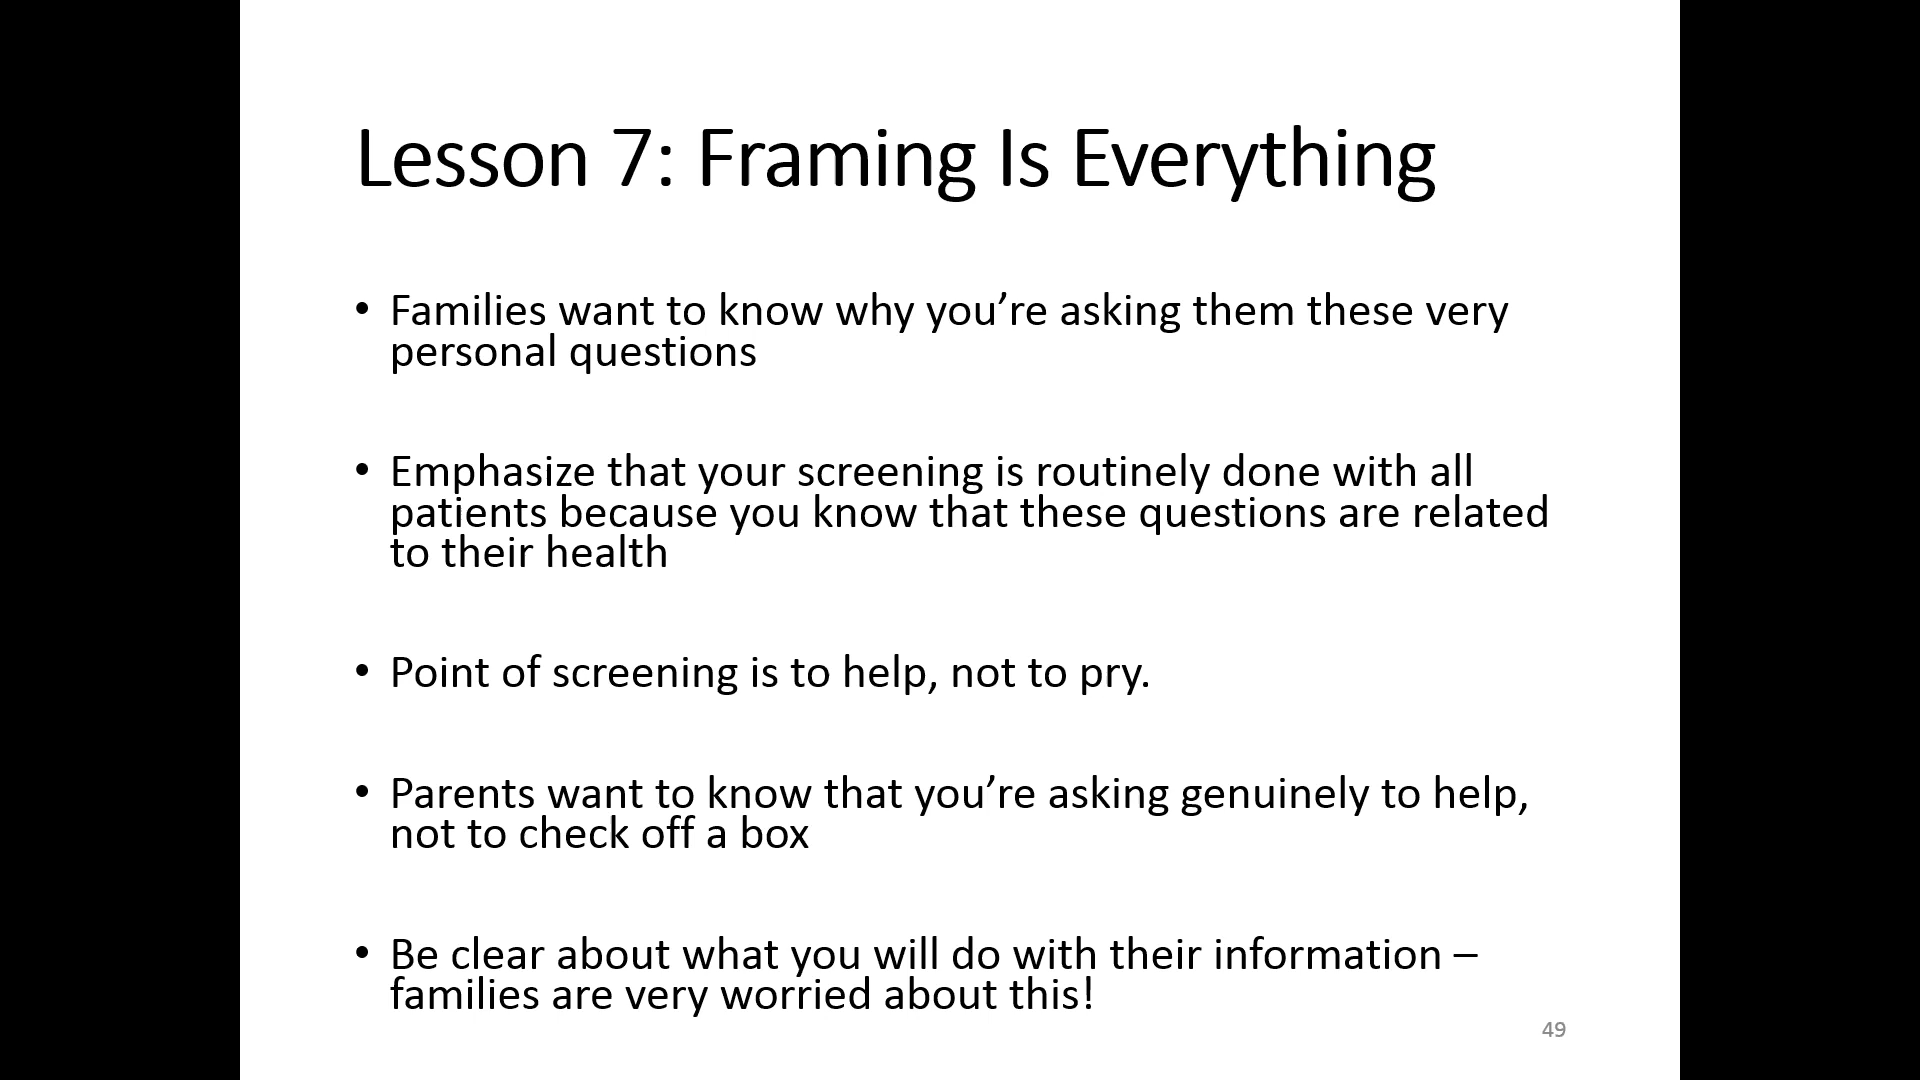 Lesson 7: Framing Is Everything
• Families want to know why you’re asking them these very
personal questions
• Emphasize that your screening is routinely done with all
patients because you know that these questions are related
to their health
• Point of screening is to help, not to pry.
• Parents want to know that you’re asking genuinely to help,
not to check off a box
• Be clear about what you will do with their information –
families are very worried about this!
49